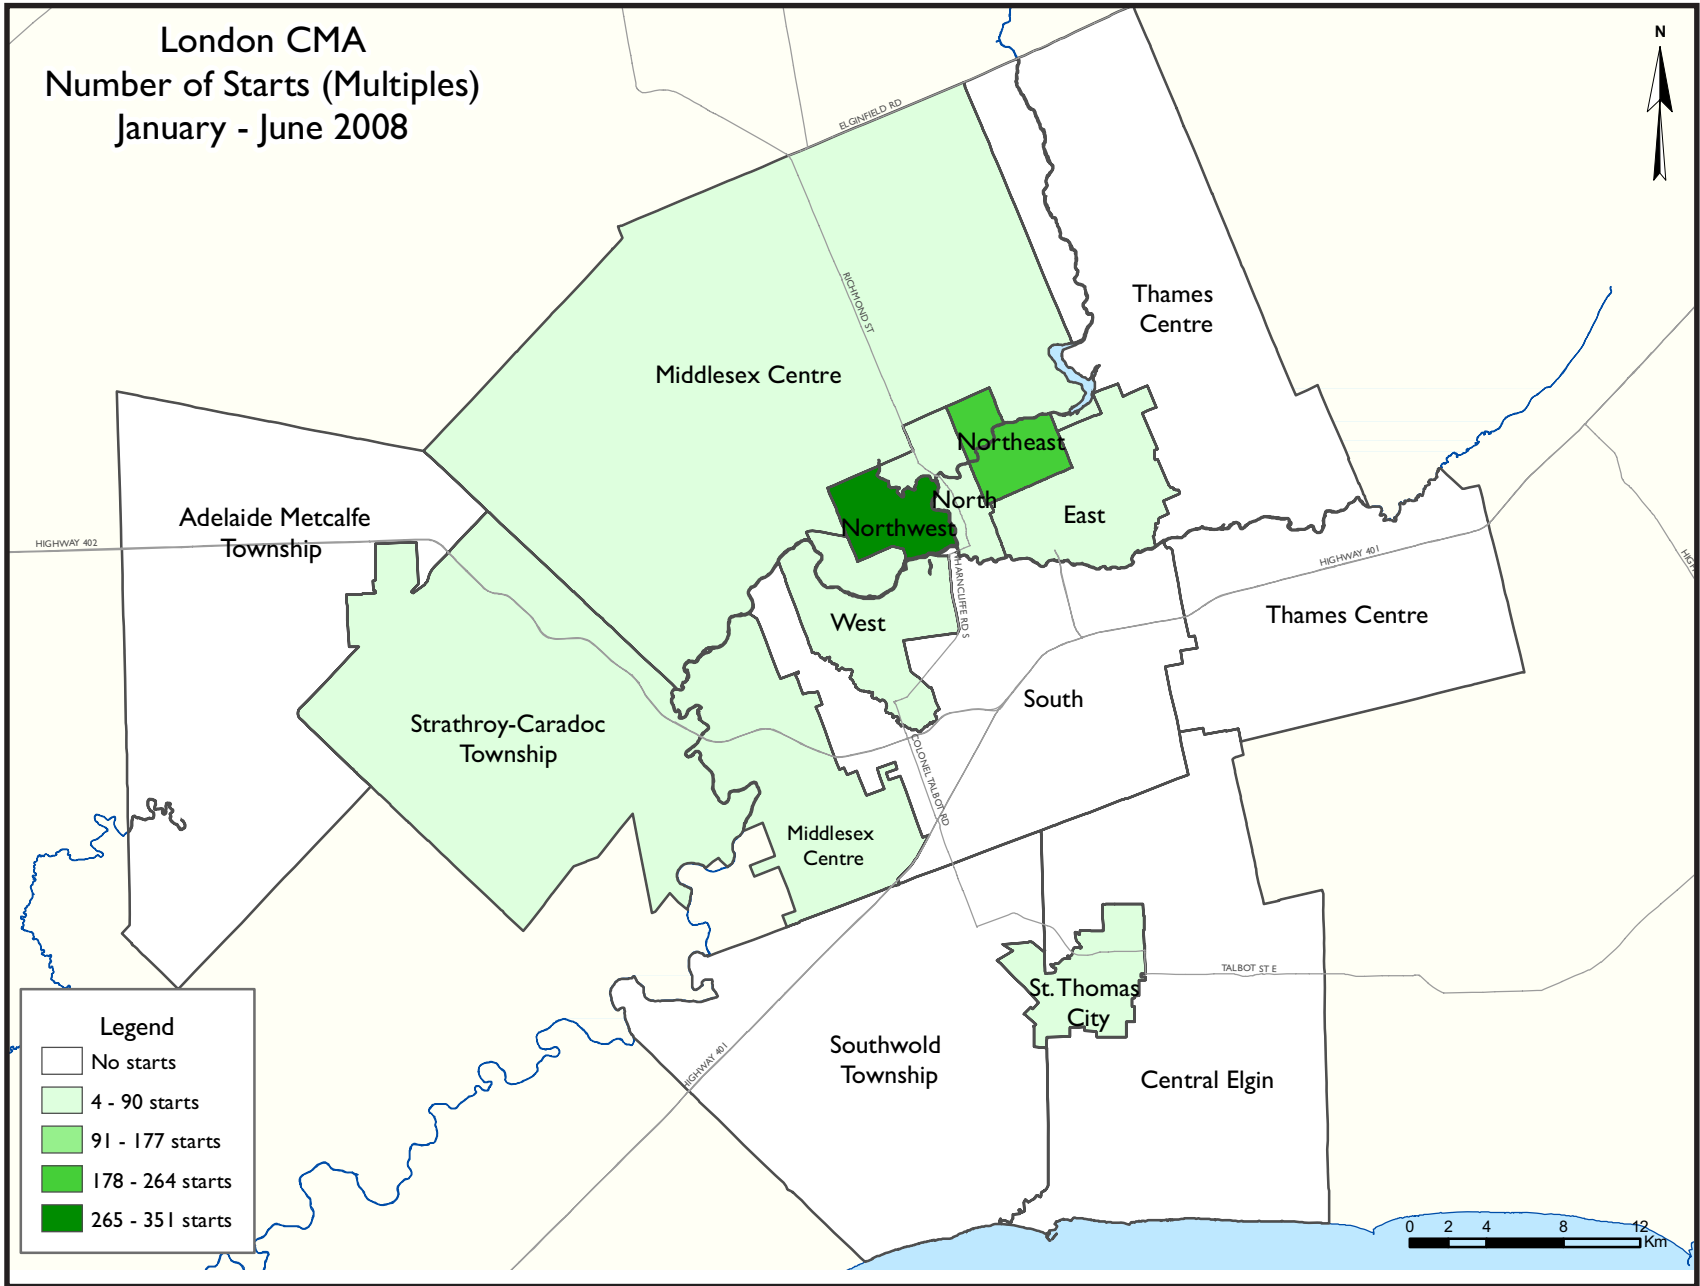 London CMA
Number of Starts (Multiples)
January - June 2008
N
ELGINFIELD RD
RICHMOND ST
Thames
Centre
Middlesex Centre
Northeast
North
Northwest
East
Adelaide Metcalfe
Township
HIGHWAY 402
HIGHWAY 401
WHARNCLIFFE RD S
Thames Centre
West
South
Strathroy-Caradoc
Township
COLONEL TALBOT RD
Middlesex
Centre
TALBOT ST E
St. Thomas
City
Southwold
Township
HIGHWAY 401
Central Elgin
Legend
No starts
4 - 90 starts
91 - 177 starts
178 - 264 starts
265 - 351 starts
0 2 4 8 12
Km